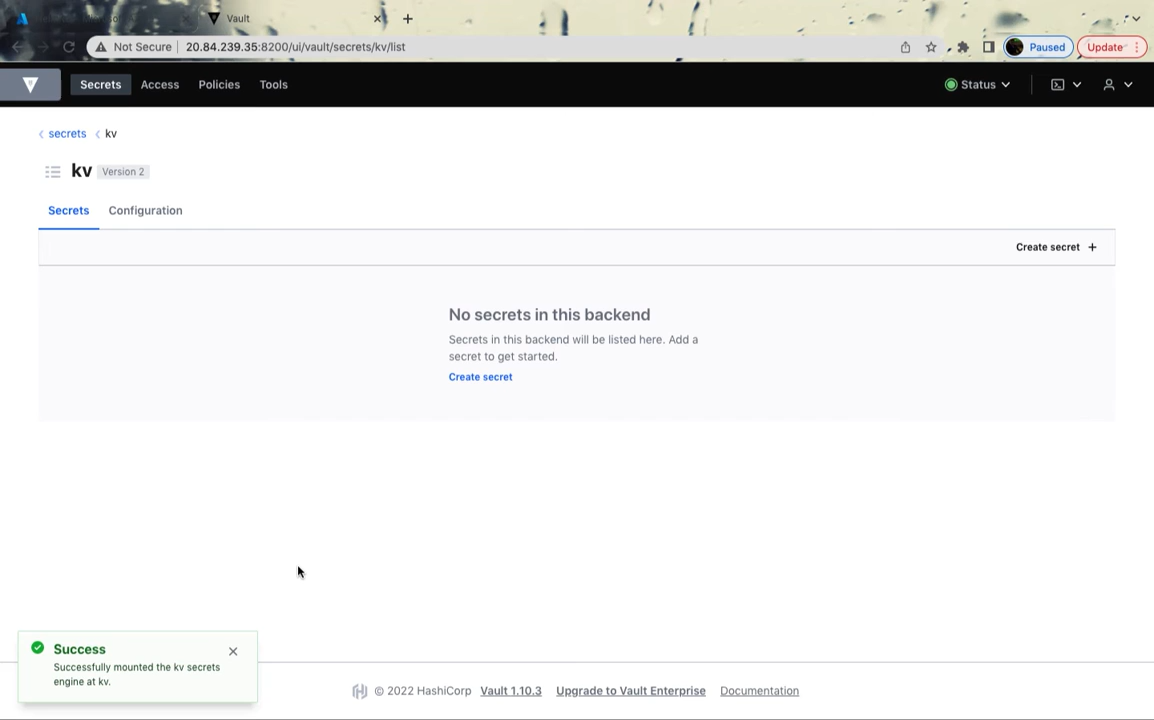 Vault
Not Secure
20.84.239.35:8200/ui/vault/secrets/kv/list
Paused
Update
Secrets
Access
Policies
Tools
Status
secrets
kv
kv
Version 2
Secrets
Configuration
Create secret +
No secrets in this backend
Secrets in this backend will be listed here. Add a
secret to get started.
Create secret
Success
Successfully mounted the kv secrets
engine at kv.
© 2022 HashiCorp
Vault 1.10.3
Upgrade to Vault Enterprise
Documentation